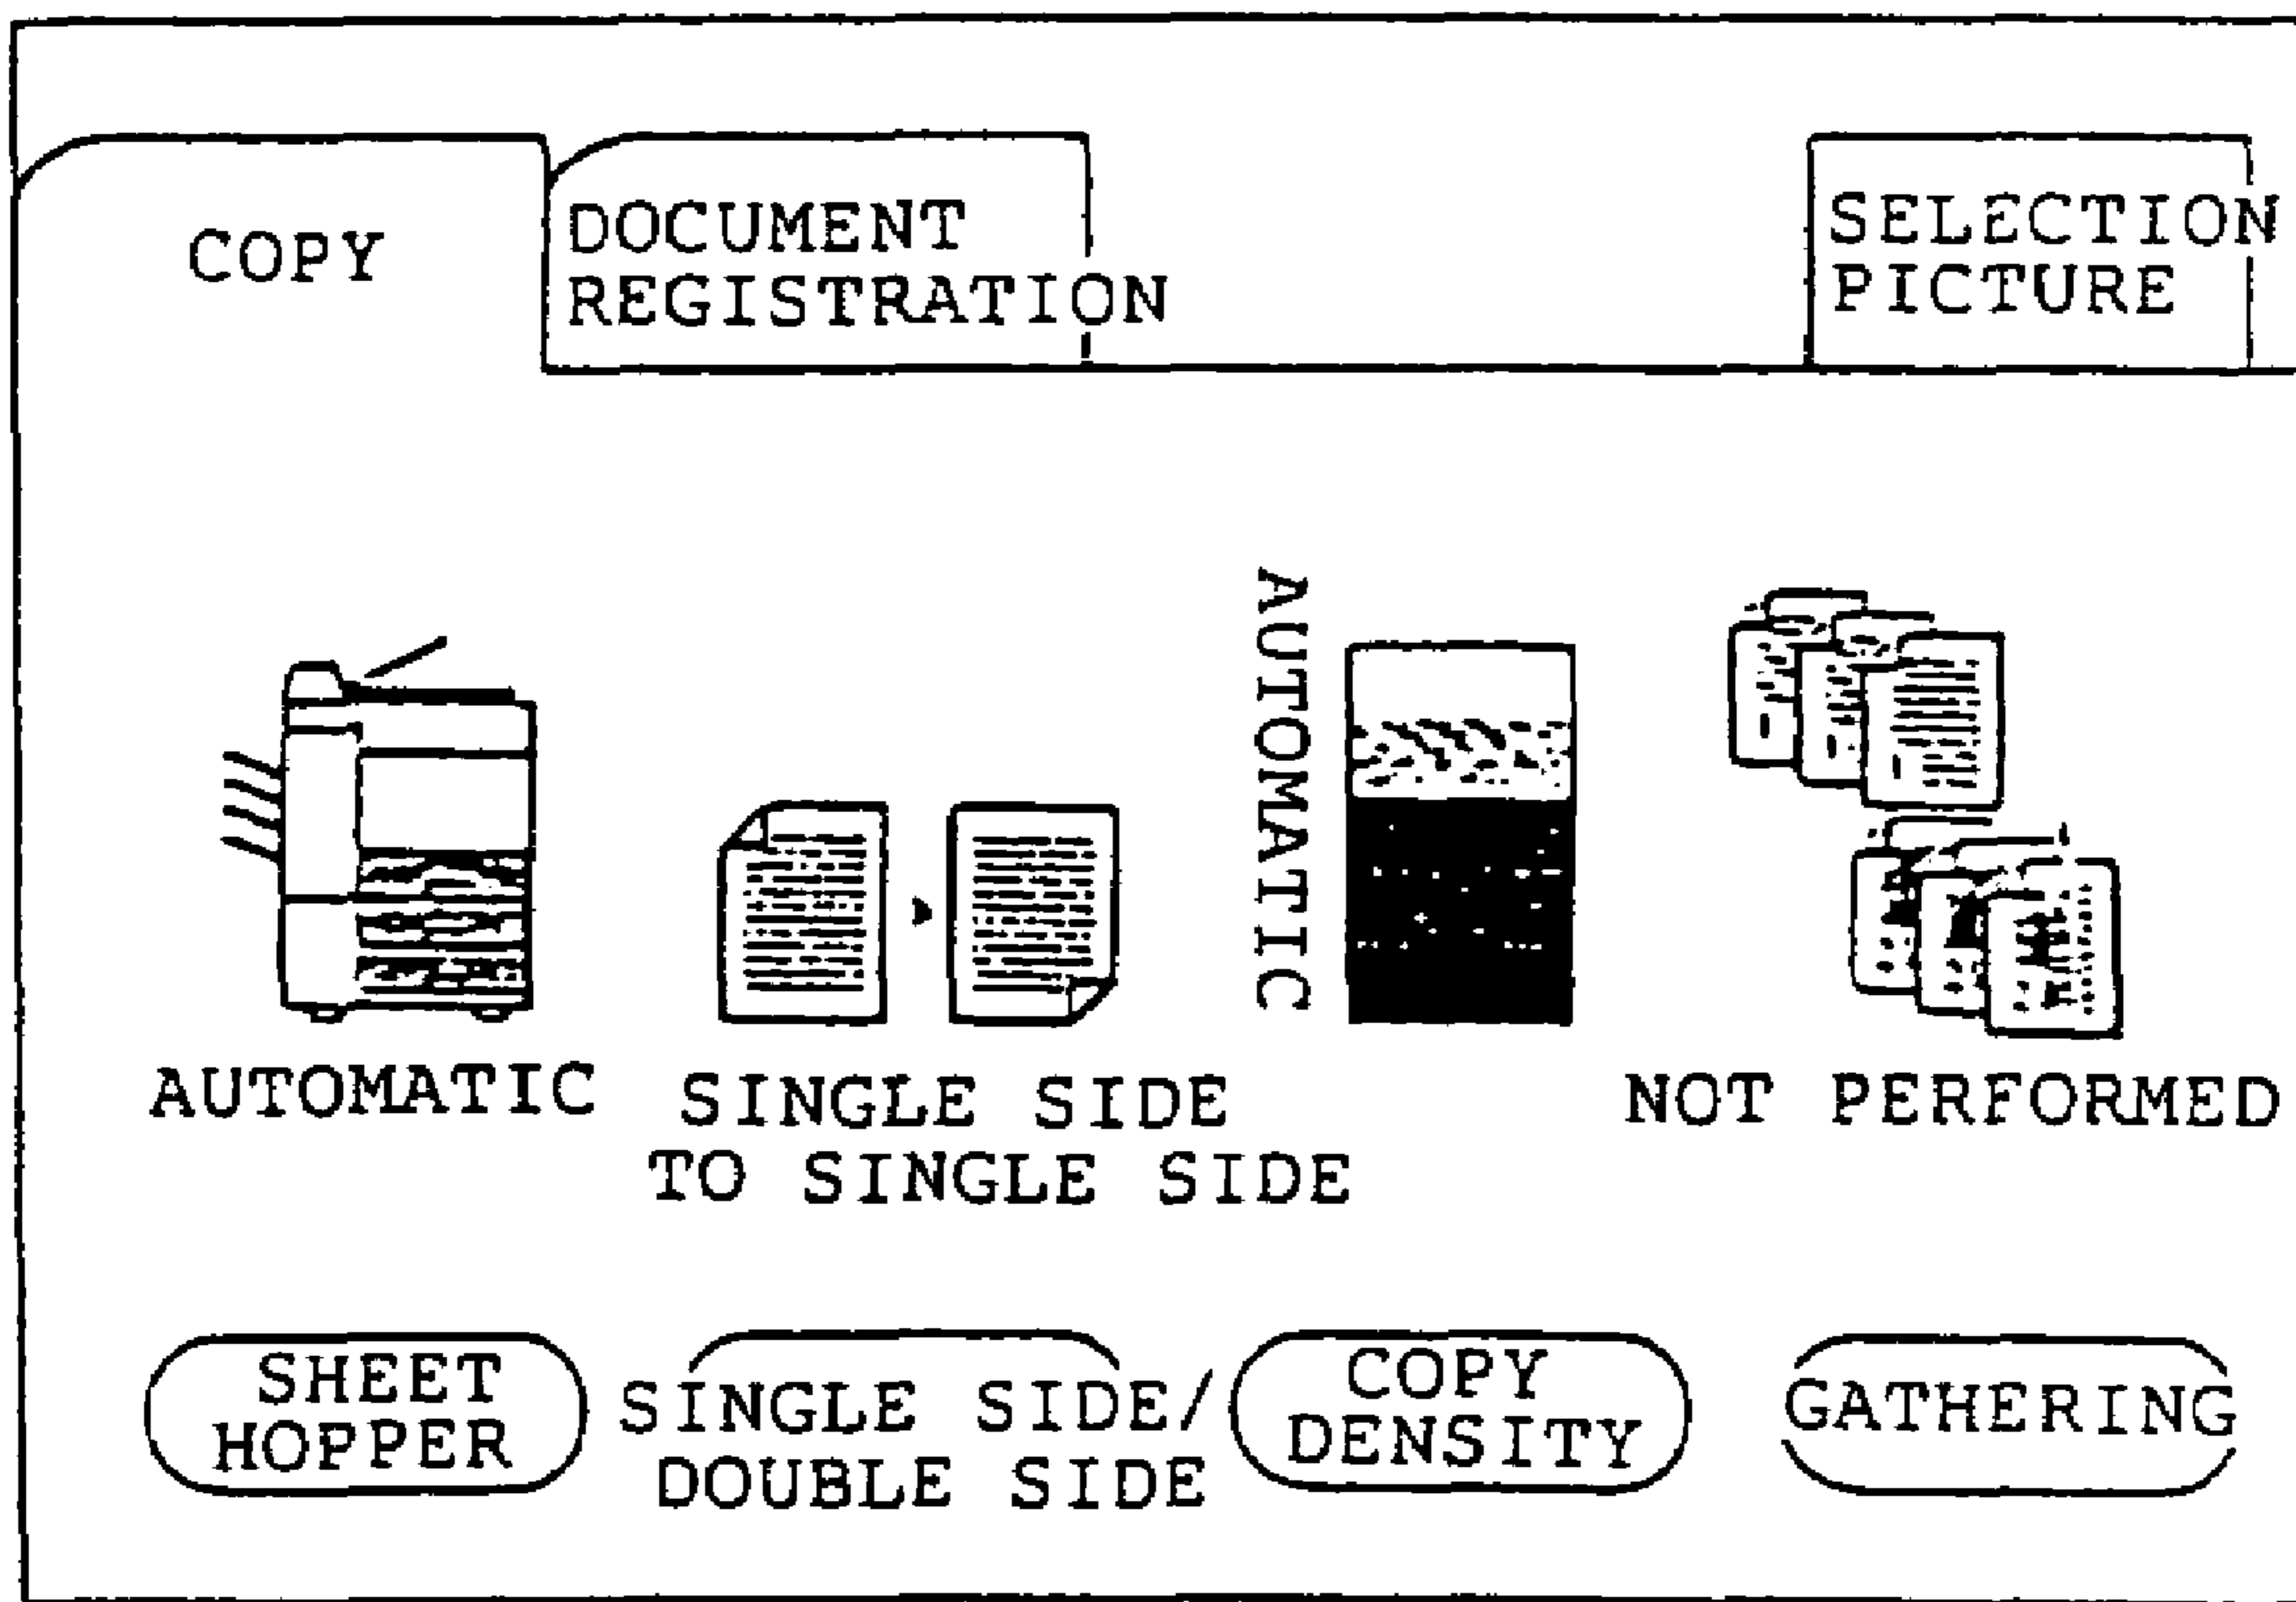 COPY
DOCUMENT
REGISTRATION
SELECTION
PICTURE
AUTOMATIC
AUTOMATIC
SINGLE SIDE
TO SINGLE SIDE
NOT PERFORMED
SHEET
HOPPER
SINGLE SIDE/
DOUBLE SIDE
COPY
DENSITY
GATHERING